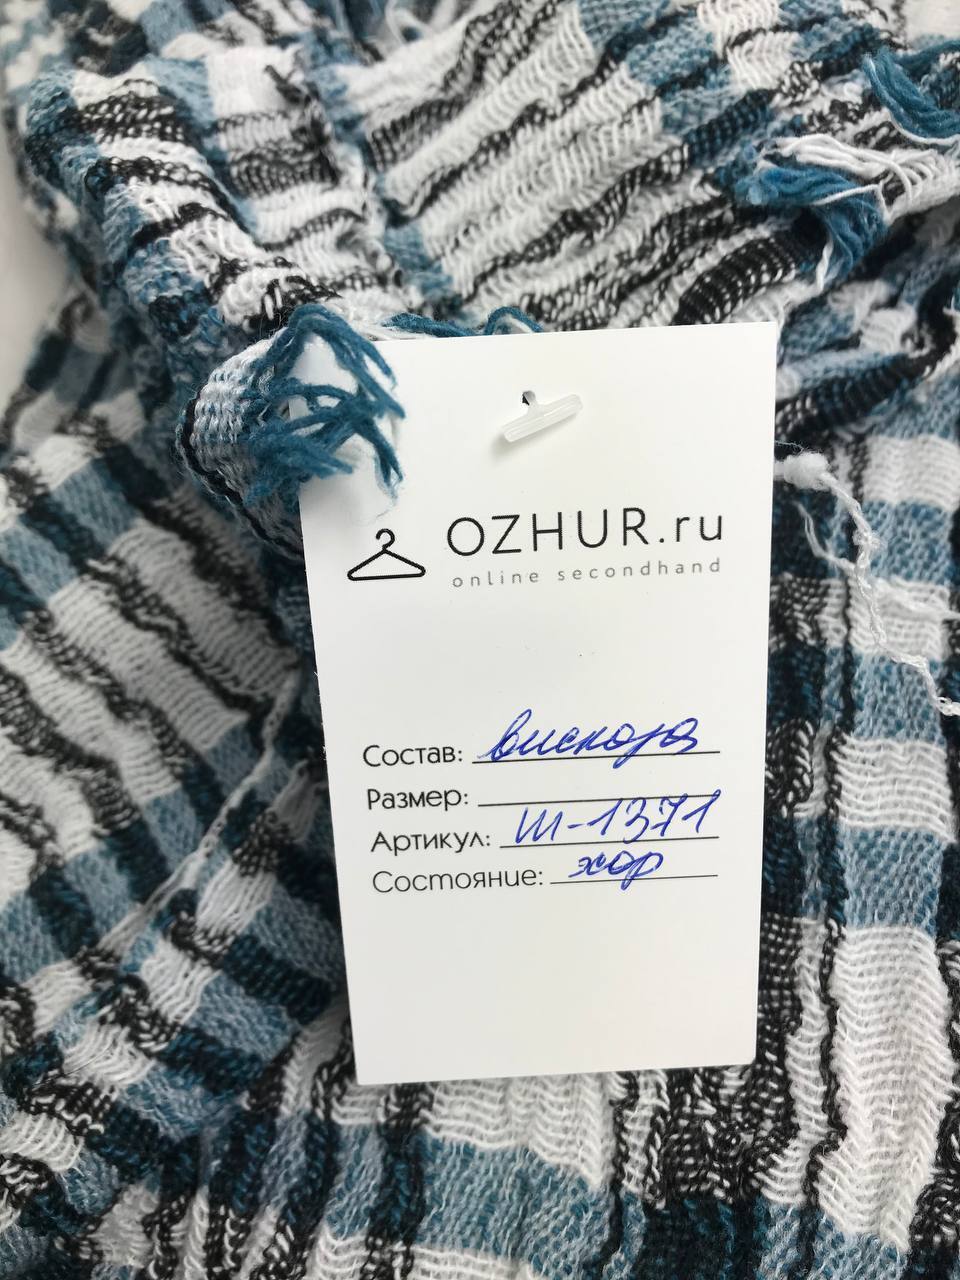 OZHUR.ru
online secondhand
Состав: вискоза
Размер:
Артикул: Ш-1371
Состояние: хор